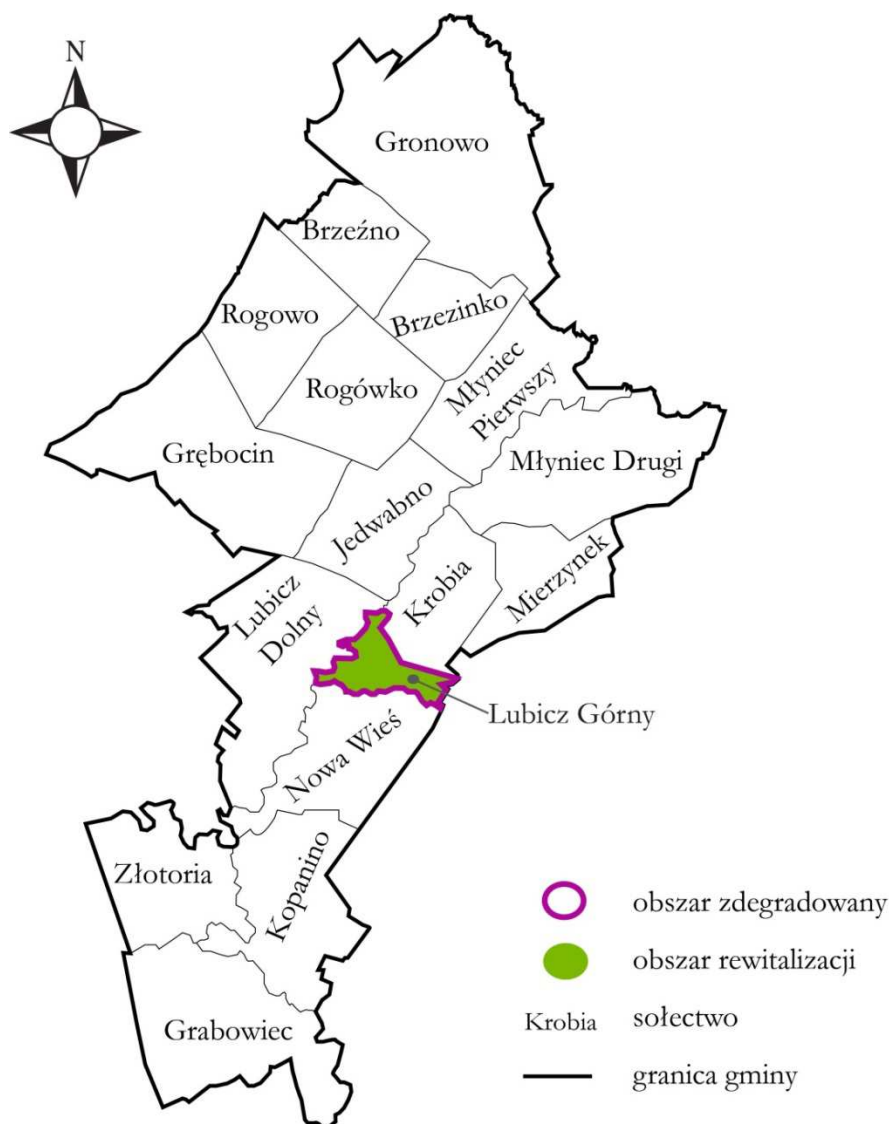 N
Gronowo
Brzeźno
Rogowo
Brzezinko
Rogówko
Młyniec
Pierwszy
Grębocin
Młyniec Drugi
Jedwabno
Krobia
Mierzynek
Lubicz
Dolny
Lubicz Górny
Nowa Wieś
Złotoria
Kopanino
Grabowiec
obszar zdegradowany
obszar rewitalizacji
Krobia sołectwo
granica gminy